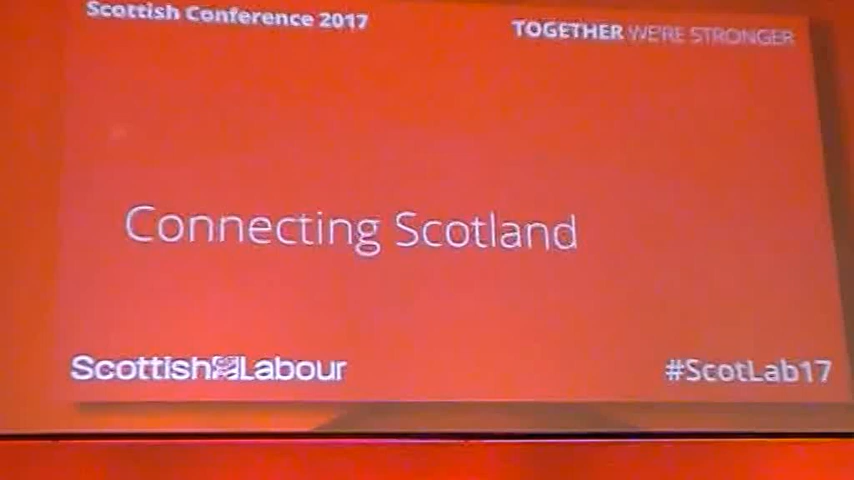 Scottish Conference 2017
TOGETHER WE'RE STRONGER
Connecting Scotland
Scottish Labour
#ScotLab17